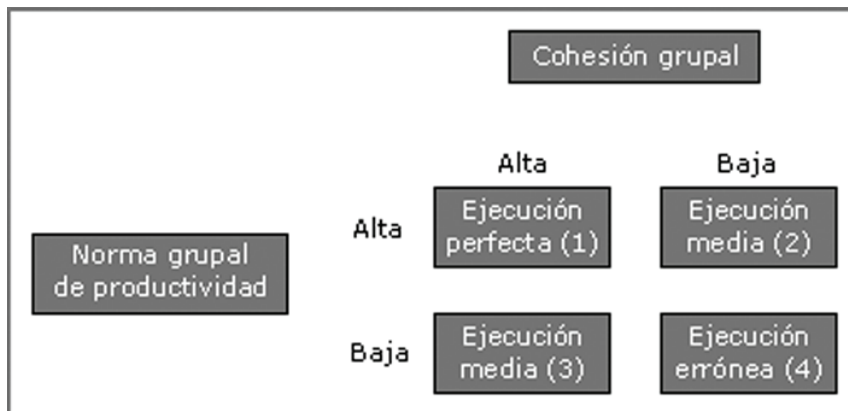 Cohesión grupal
Alta
Baja
Alta
Ejecución
perfecta (1)
Ejecución
media (2)
Norma grupal
de productividad
Baja
Ejecución
media (3)
Ejecución
errónea (4)